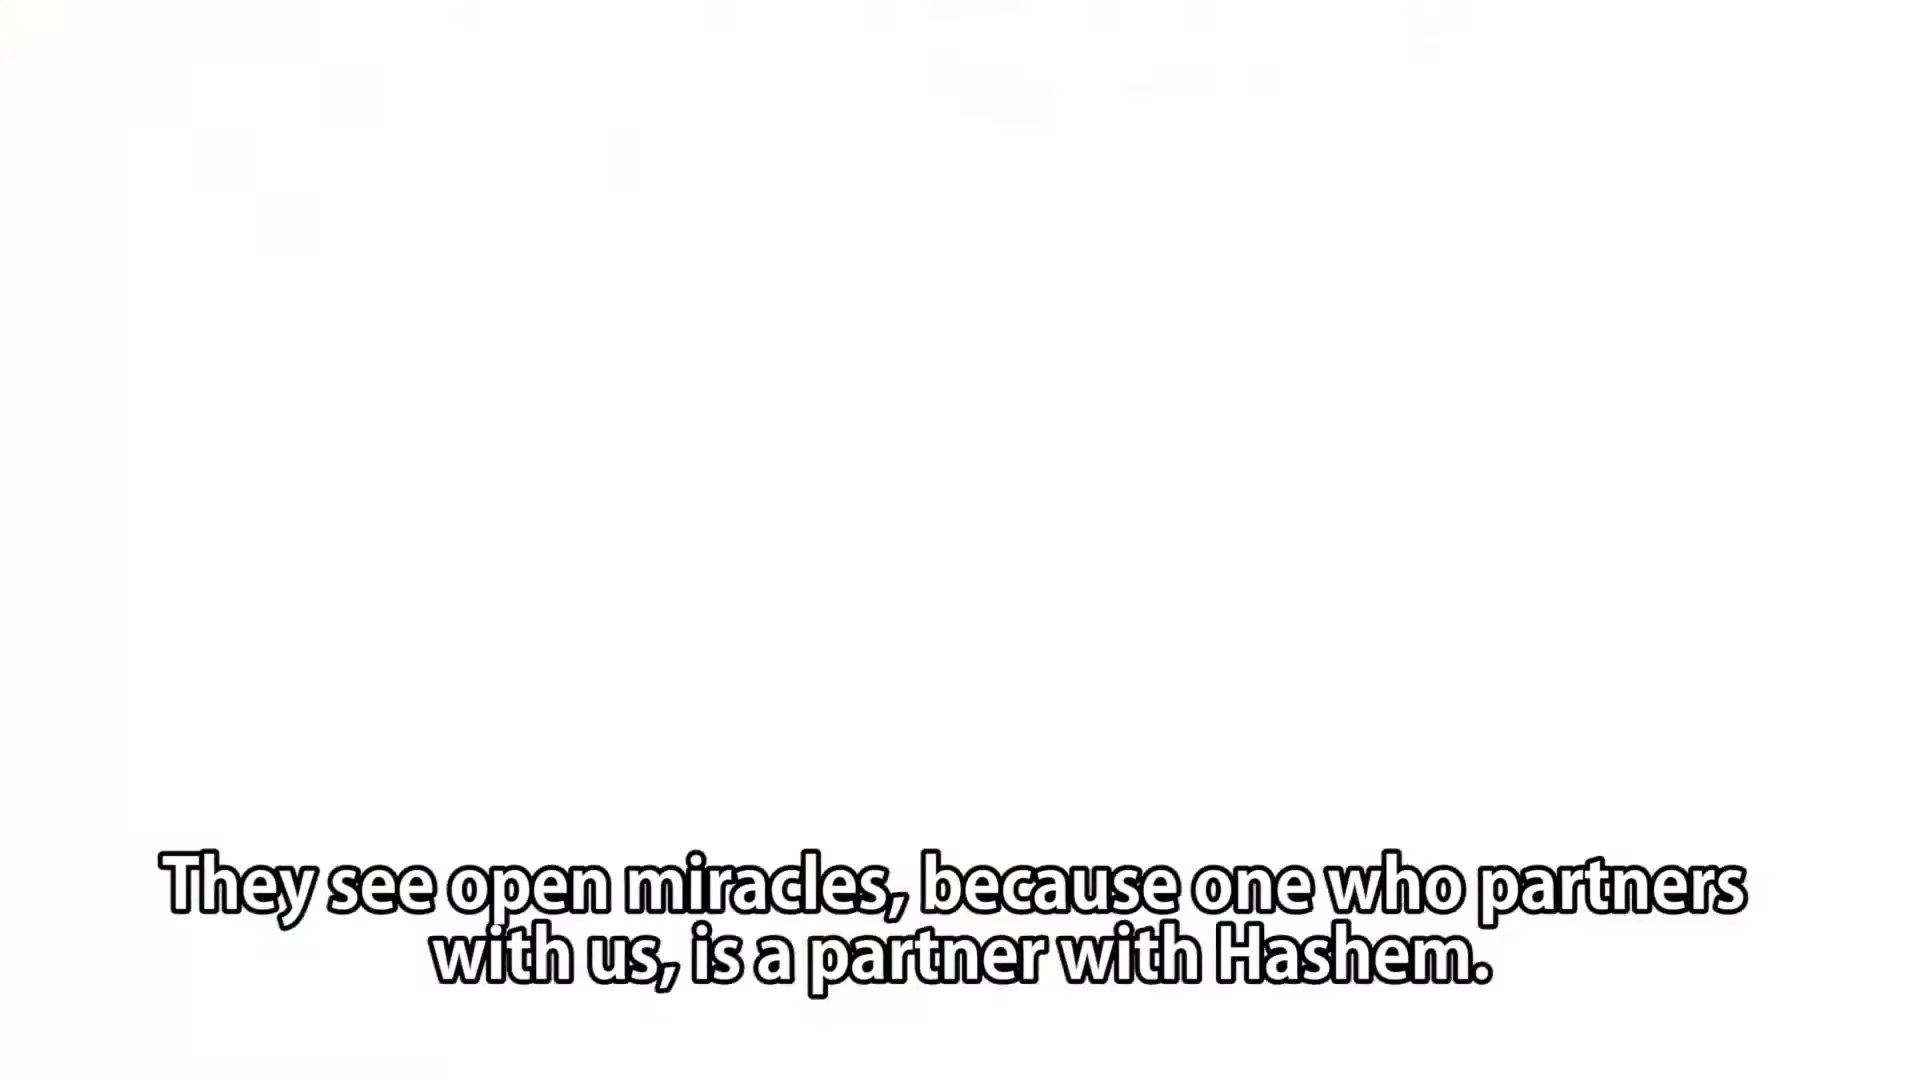 They see open miracles, because one who partners
with us, is a partner with Hashem.